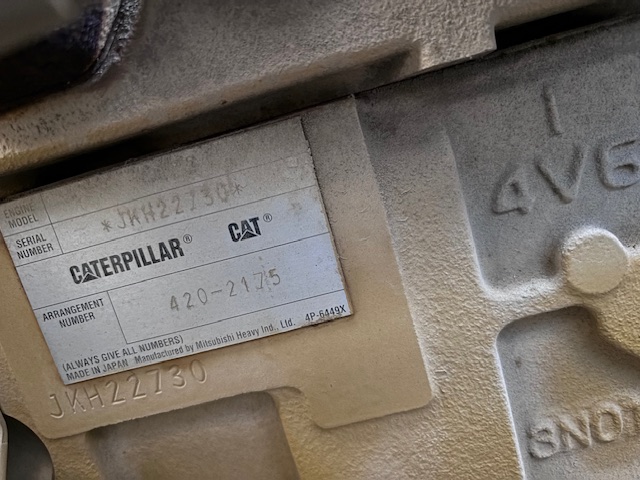 ENGINE MODEL
SERIAL NUMBER *JKH22730*
CATERPILLAR® CAT®
ARRANGEMENT NUMBER 420-2175
(ALWAYS GIVE ALL NUMBERS)
MADE IN JAPAN Manufactured by Mitsubishi Heavy Ind., Ltd. 4P-6449X
JKH22730
1
4V6